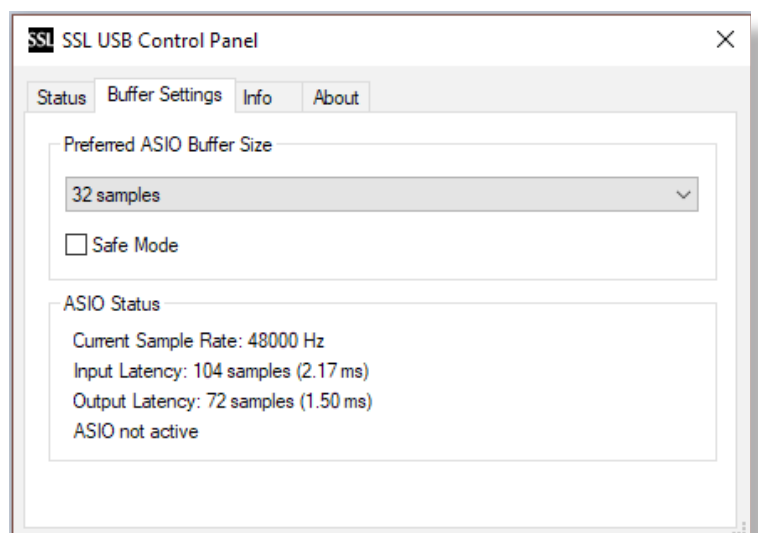 SSL SSL USB Control Panel
Status Buffer Settings Info About
Preferred ASIO Buffer Size
32 samples
Safe Mode
ASIO Status
Current Sample Rate: 48000 Hz
Input Latency: 104 samples (2.17 ms)
Output Latency: 72 samples (1.50 ms)
ASIO not active